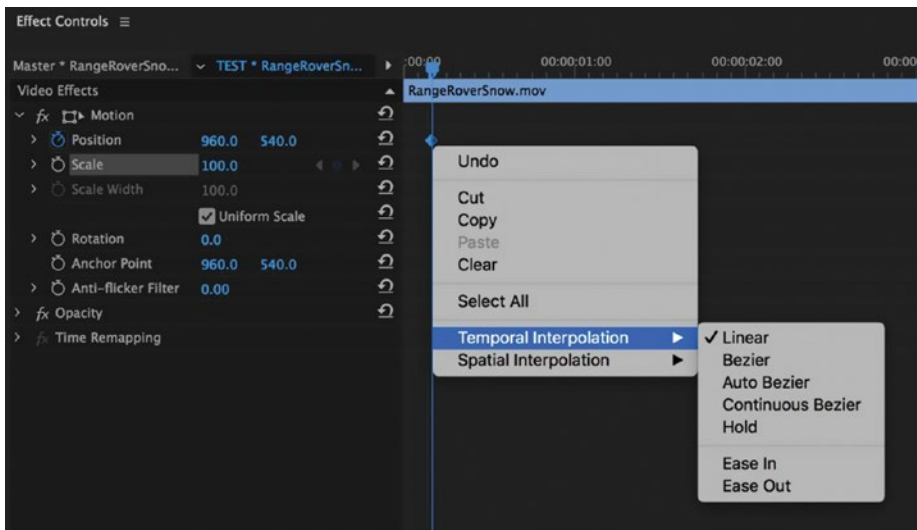 Effect Controls
Master * RangeRoverSno... TEST * RangeRoverSn... :00:00 00:00:01:00 00:00:02:00 00:00
Video Effects RangeRoverSnow.mov
fx Motion
Position 960.0 540.0
Scale 100.0
Scale Width 100.0
Uniform Scale
Rotation 0.0
Anchor Point 960.0 540.0
Anti-flicker Filter 0.00
fx Opacity
fx Time Remapping
Undo
Cut
Copy
Paste
Clear
Select All
Temporal Interpolation
Spatial Interpolation
Linear
Bezier
Auto Bezier
Continuous Bezier
Hold
Ease In
Ease Out